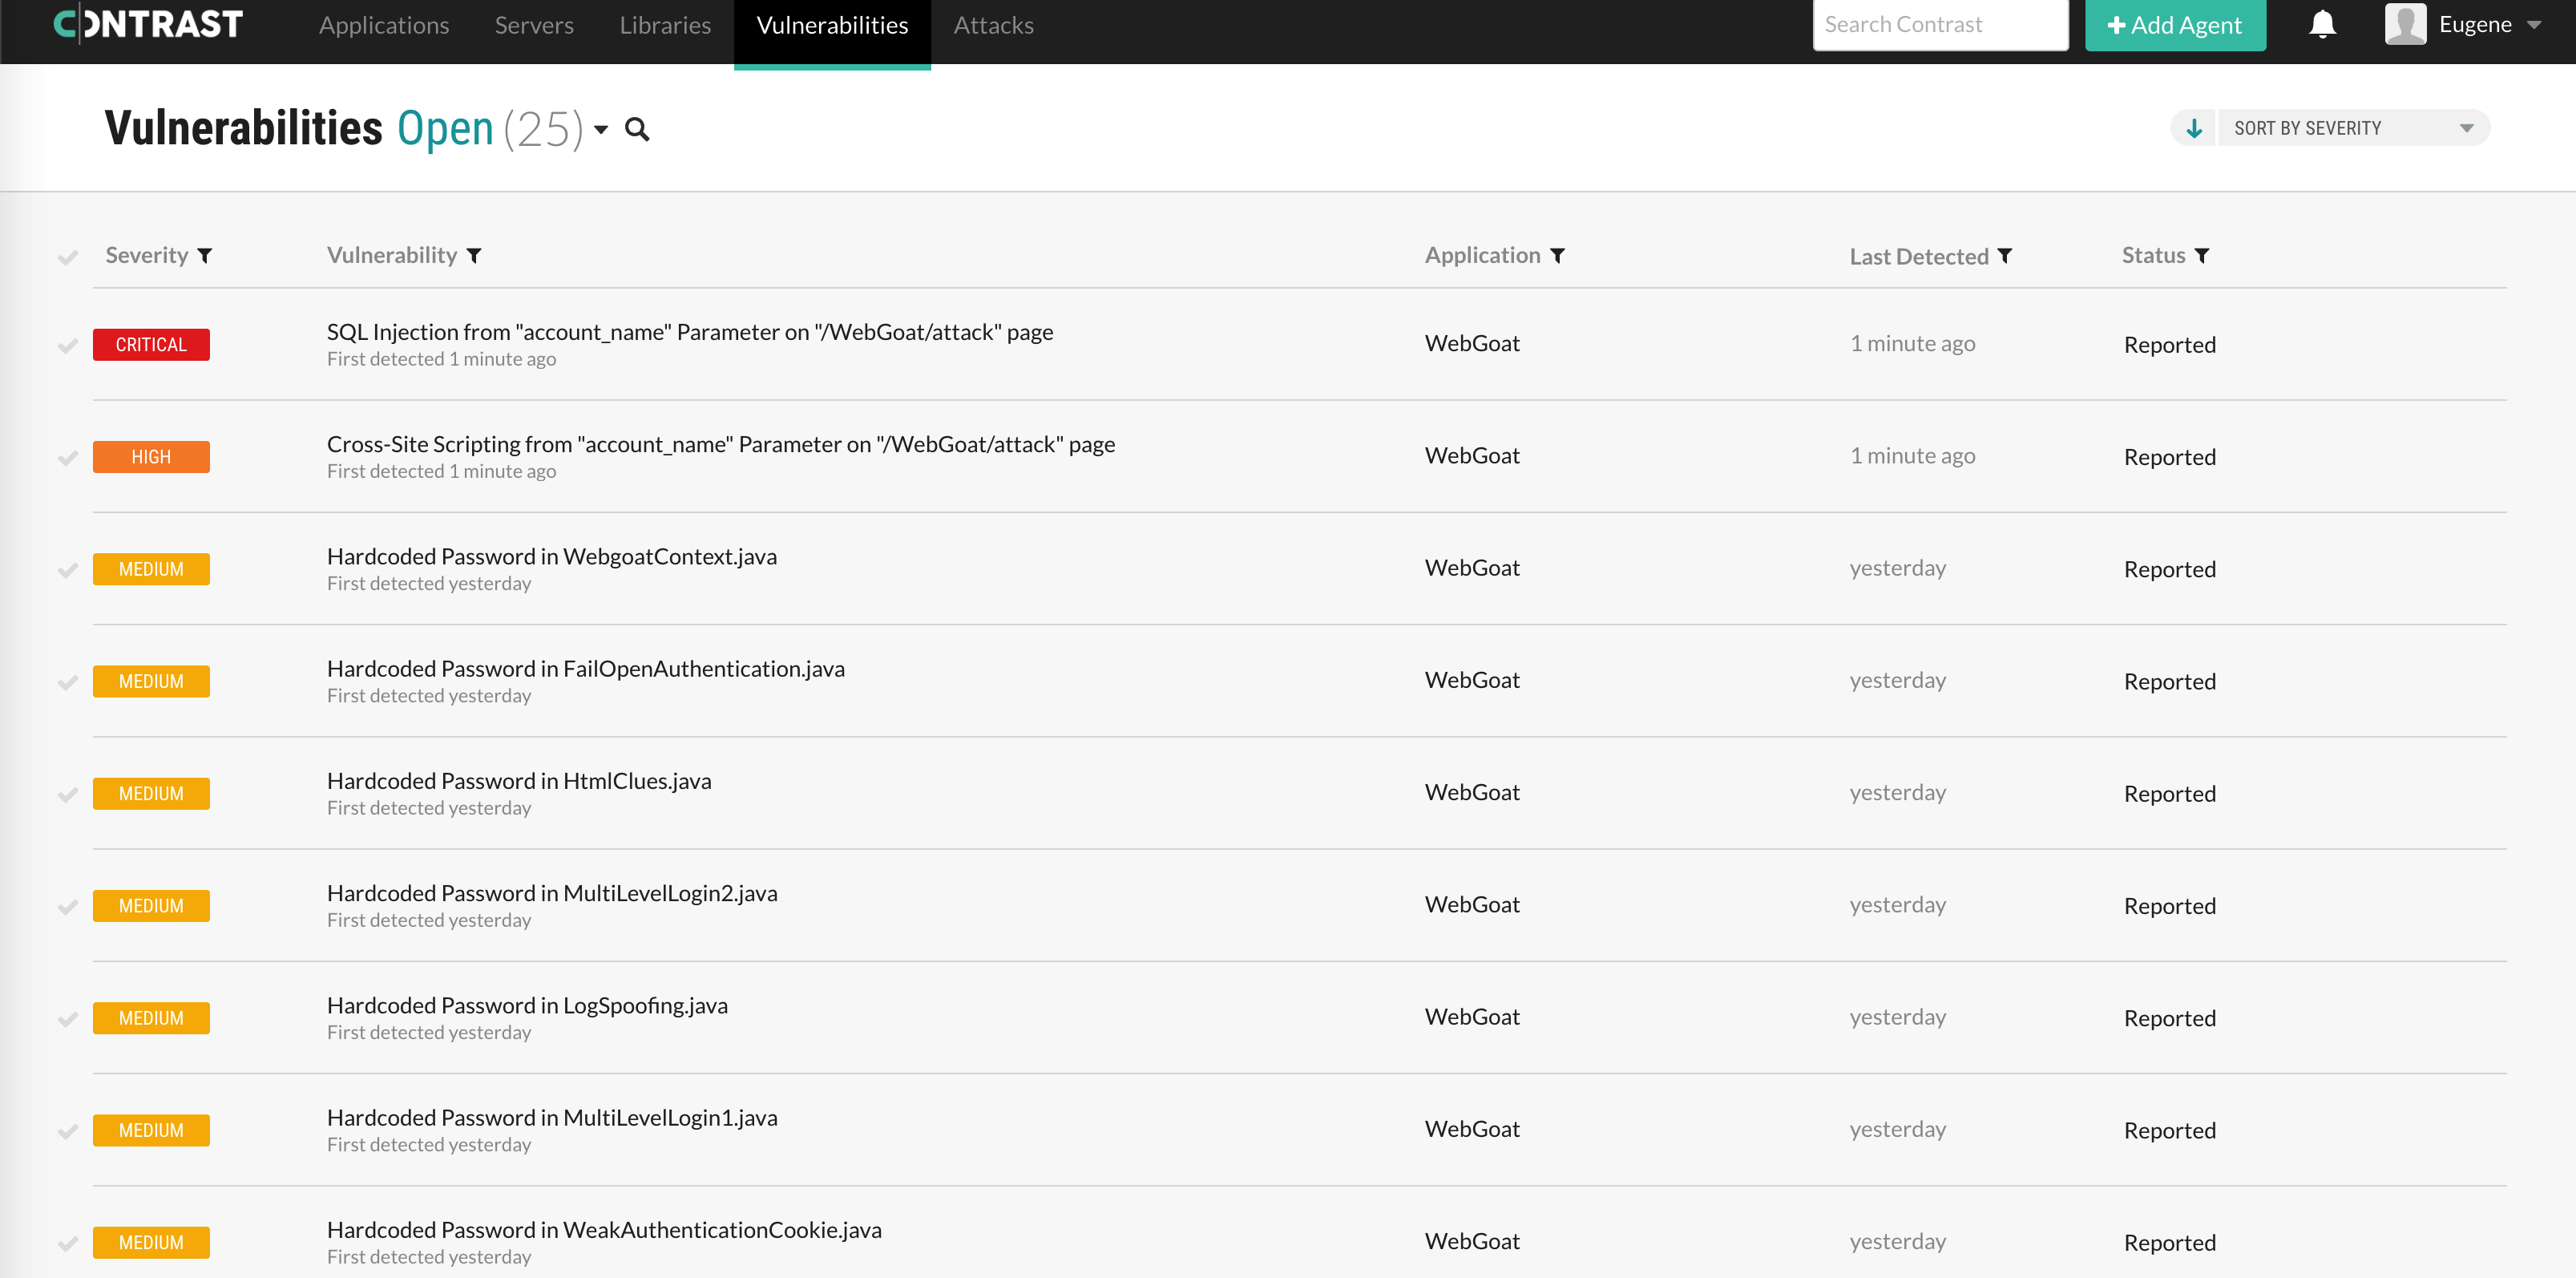 CONTRAST Applications Servers Libraries Vulnerabilities Attacks Search Contrast + Add Agent Eugene
Vulnerabilities Open (25) SORT BY SEVERITY
Severity Vulnerability Application Last Detected Status
CRITICAL SQL Injection from "account_name" Parameter on "/WebGoat/attack" page WebGoat 1 minute ago Reported
First detected 1 minute ago
HIGH Cross-Site Scripting from "account_name" Parameter on "/WebGoat/attack" page WebGoat 1 minute ago Reported
First detected 1 minute ago
MEDIUM Hardcoded Password in WebgoatContext.java WebGoat yesterday Reported
First detected yesterday
MEDIUM Hardcoded Password in FailOpenAuthentication.java WebGoat yesterday Reported
First detected yesterday
MEDIUM Hardcoded Password in HtmlClues.java WebGoat yesterday Reported
First detected yesterday
MEDIUM Hardcoded Password in MultiLevelLogin2.java WebGoat yesterday Reported
First detected yesterday
MEDIUM Hardcoded Password in LogSpoofing.java WebGoat yesterday Reported
First detected yesterday
MEDIUM Hardcoded Password in MultiLevelLogin1.java WebGoat yesterday Reported
First detected yesterday
MEDIUM Hardcoded Password in WeakAuthenticationCookie.java WebGoat yesterday Reported
First detected yesterday